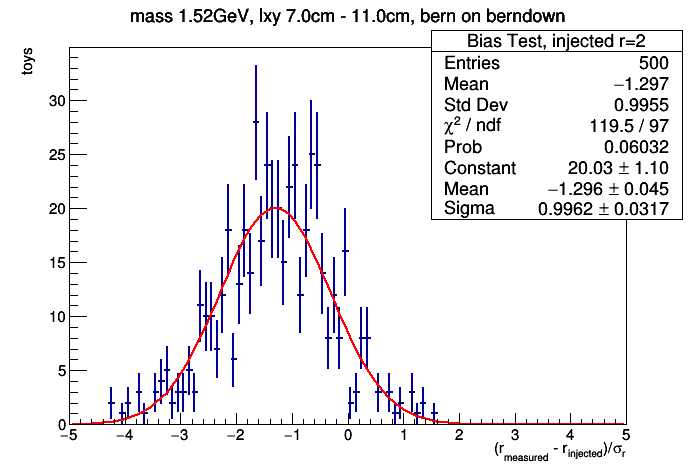 mass 1.52GeV, lxy 7.0cm - 11.0cm, bern on berndown
toys
Bias Test, injected r=2
Entries 500
Mean −1.297
Std Dev 0.9955
χ² / ndf 119.5 / 97
Prob 0.06032
Constant 20.03 ± 1.10
Mean −1.296 ± 0.045
Sigma 0.9962 ± 0.0317
30
25
20
15
10
5
0
−5 −4 −3 −2 −1 0 1 2 3 4 5
(r_measured - r_injected)/σ_r